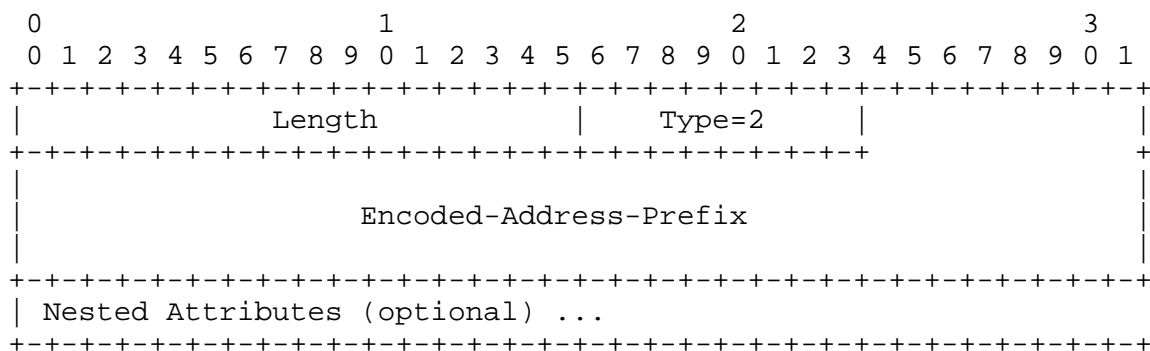 0                   1                   2                   3
 0 1 2 3 4 5 6 7 8 9 0 1 2 3 4 5 6 7 8 9 0 1 2 3 4 5 6 7 8 9 0 1
+-+-+-+-+-+-+-+-+-+-+-+-+-+-+-+-+-+-+-+-+-+-+-+-+-+-+-+-+-+-+-+-+
|              Length           |    Type=2     |               |
+-+-+-+-+-+-+-+-+-+-+-+-+-+-+-+-+-+-+-+-+-+-+-+-+               +
|                                                               |
|                   Encoded-Address-Prefix                      |
|                                                               |
+-+-+-+-+-+-+-+-+-+-+-+-+-+-+-+-+-+-+-+-+-+-+-+-+-+-+-+-+-+-+-+-+
| Nested Attributes (optional) ...
+-+-+-+-+-+-+-+-+-+-+-+-+-+-+-+-+-+-+-+-+-+-+-+-+-+-+-+-+-+-+-+-+